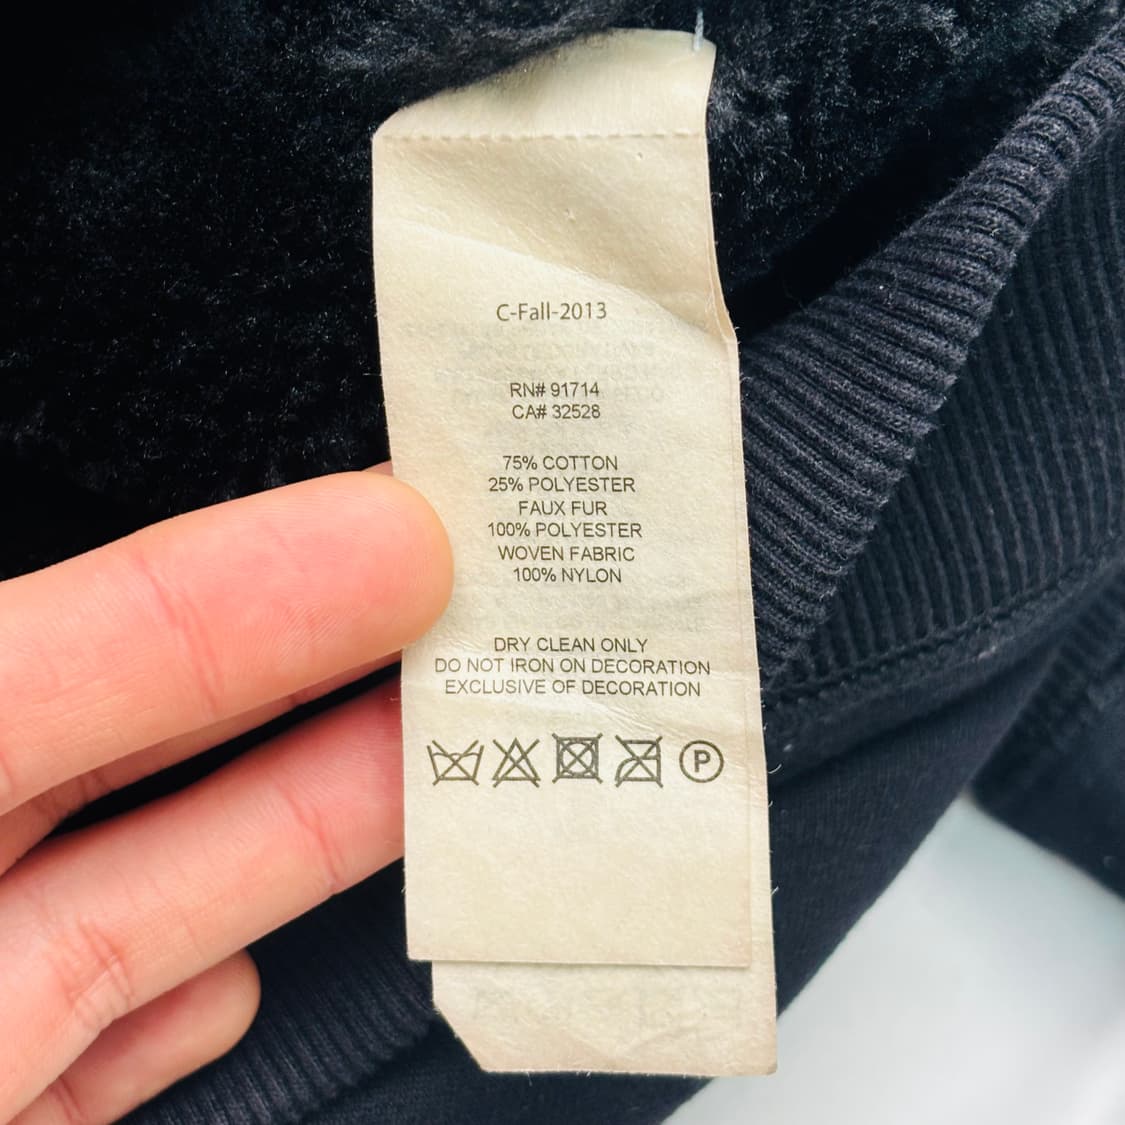 C-Fall-2013
RN# 91714
CA# 32528
75% COTTON
25% POLYESTER
FAUX FUR
100% POLYESTER
WOVEN FABRIC
100% NYLON
DRY CLEAN ONLY
DO NOT IRON ON DECORATION
EXCLUSIVE OF DECORATION
P